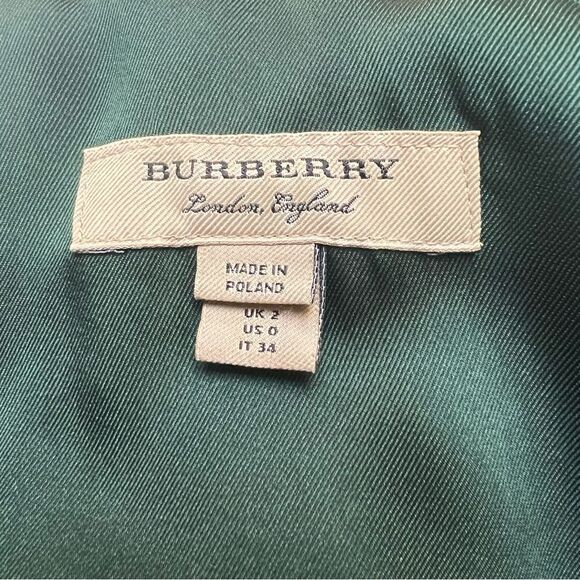 BURBERRY
London, England
MADE IN
POLAND
UK 2
US 0
IT 34